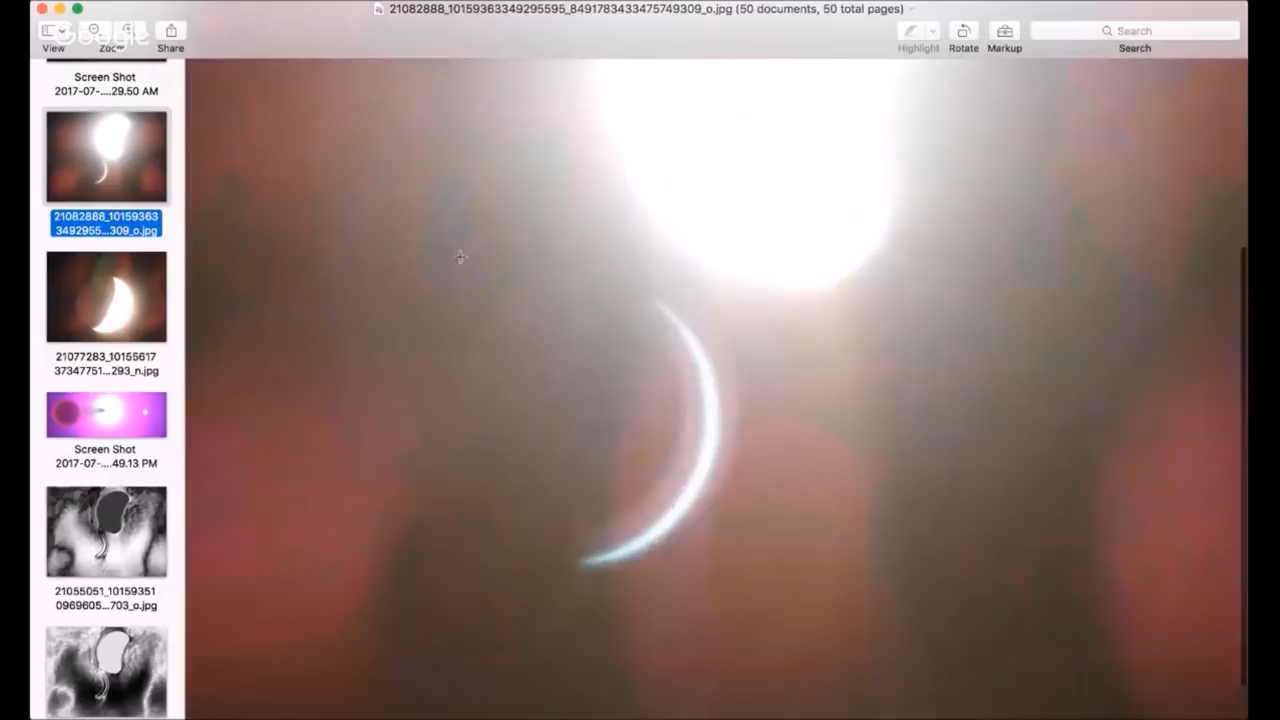 21082888_10159363349295595_8491783433475749309_o.jpg (50 documents, 50 total pages)
Google
View
Zoom
Share
Highlight
Rotate
Markup
Search
Search
Screen Shot
2017-07-....29.50 AM
21082888_10159363
3492955...309_o.jpg
21077283_10155617
37347751...293_n.jpg
Screen Shot
2017-07-....49.13 PM
21055051_10159351
0969605...703_o.jpg